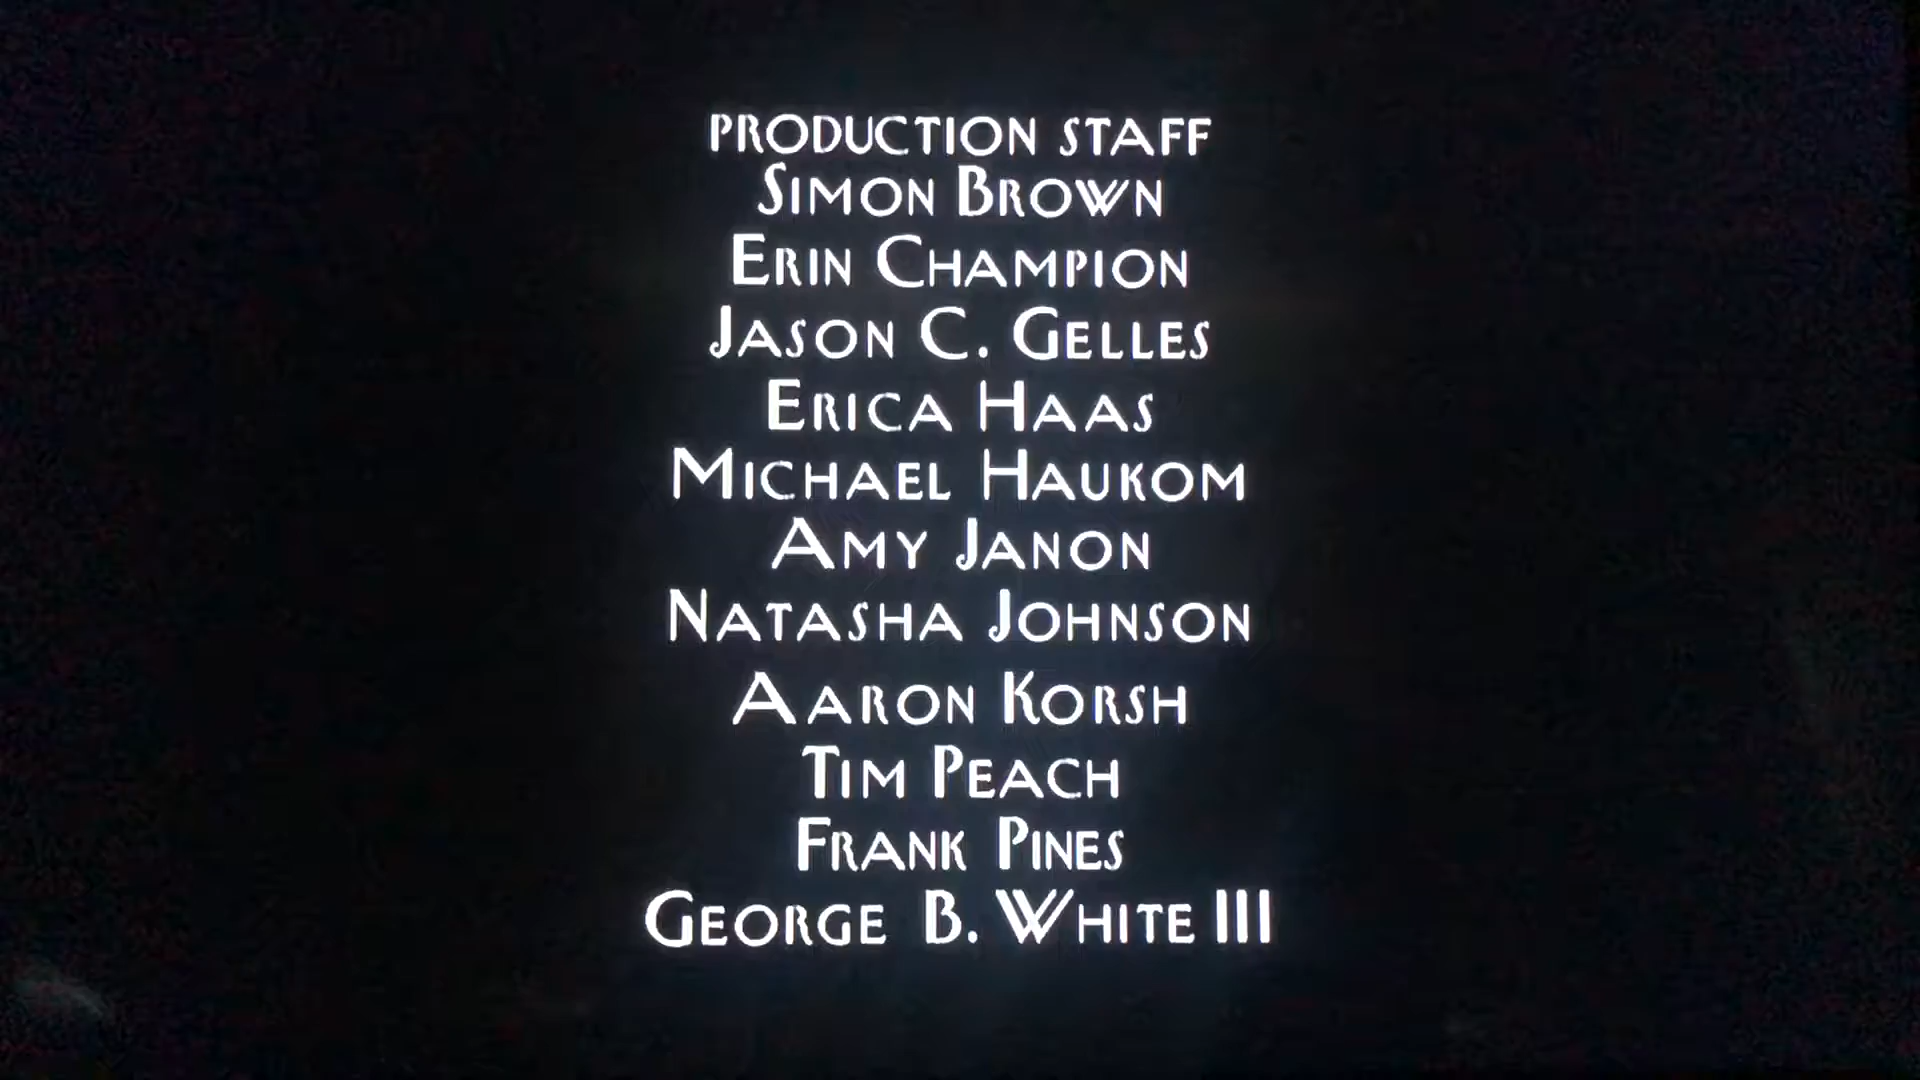 PRODUCTION STAFF
SIMON BROWN
ERIN CHAMPION
JASON C. GELLES
ERICA HAAS
MICHAEL HAUKOM
AMY JANON
NATASHA JOHNSON
AARON KORSH
TIM PEACH
FRANK PINES
GEORGE B. WHITE III